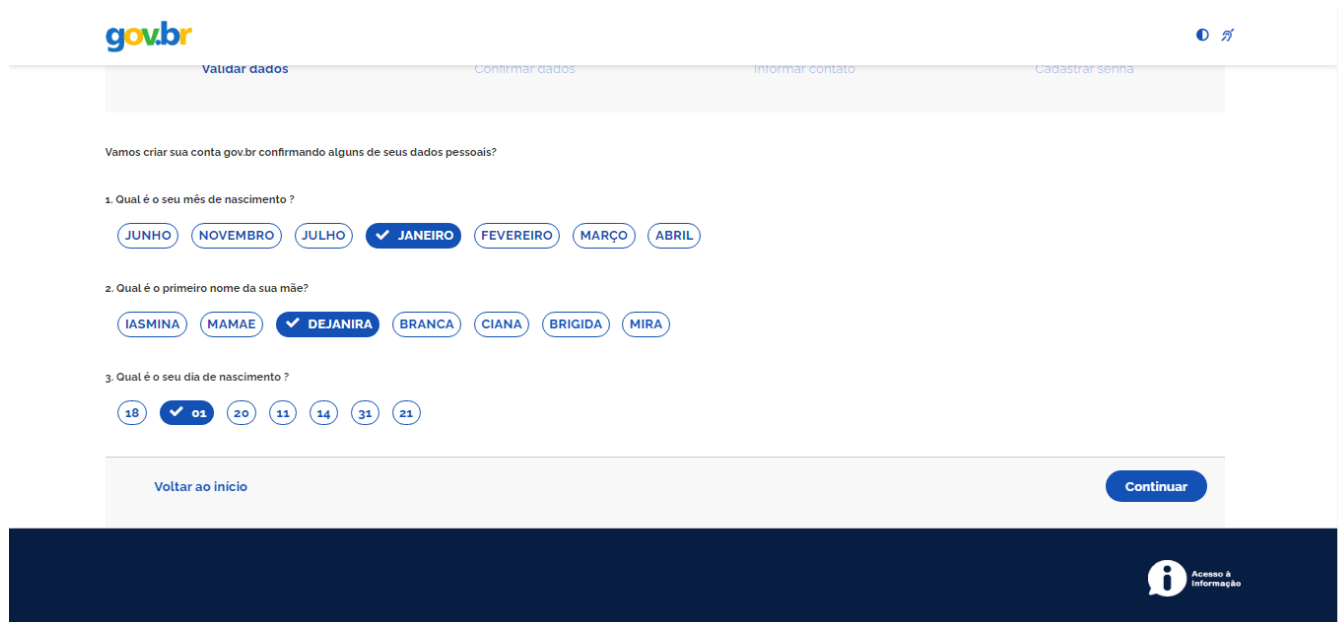 gov.br
Validar dados Confirmar dados Informar contato Cadastrar senha
Vamos criar sua conta gov.br confirmando alguns de seus dados pessoais?
1. Qual é o seu mês de nascimento ?
JUNHO NOVEMBRO JULHO JANEIRO FEVEREIRO MARÇO ABRIL
2. Qual é o primeiro nome da sua mãe?
IASMINA MAMAE DEJANIRA BRANCA CIANA BRIGIDA MIRA
3. Qual é o seu dia de nascimento ?
18 01 20 11 14 31 21
Voltar ao início Continuar
Acesso à
Informação